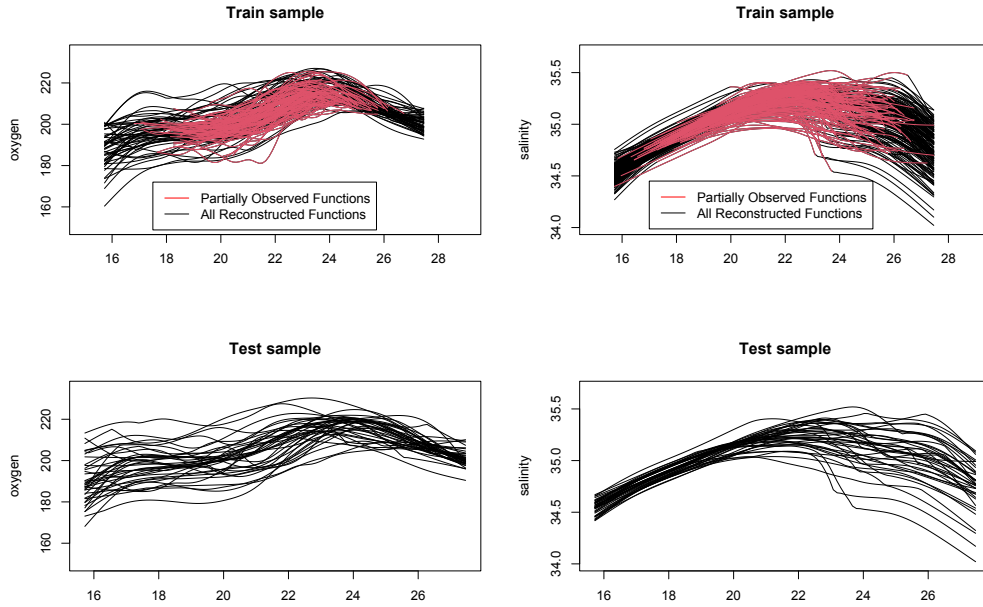 Train sample
oxygen
220
200
180
160
Partially Observed Functions
All Reconstructed Functions
16 18 20 22 24 26 28
Train sample
salinity
35.5
35.0
34.5
34.0
Partially Observed Functions
All Reconstructed Functions
16 18 20 22 24 26 28
Test sample
oxygen
220
200
180
160
16 18 20 22 24 26
Test sample
salinity
35.5
35.0
34.5
34.0
16 18 20 22 24 26